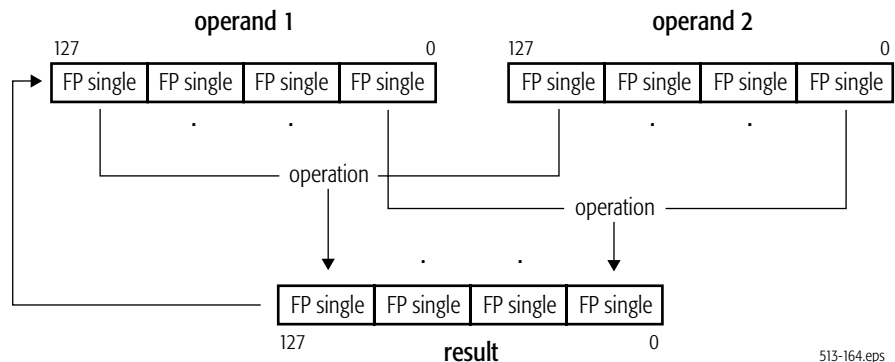 operand 1 operand 2
127 0 127 0
FP single FP single FP single FP single FP single FP single FP single FP single
operation
operation
FP single FP single FP single FP single
127 0
result
513-164.eps